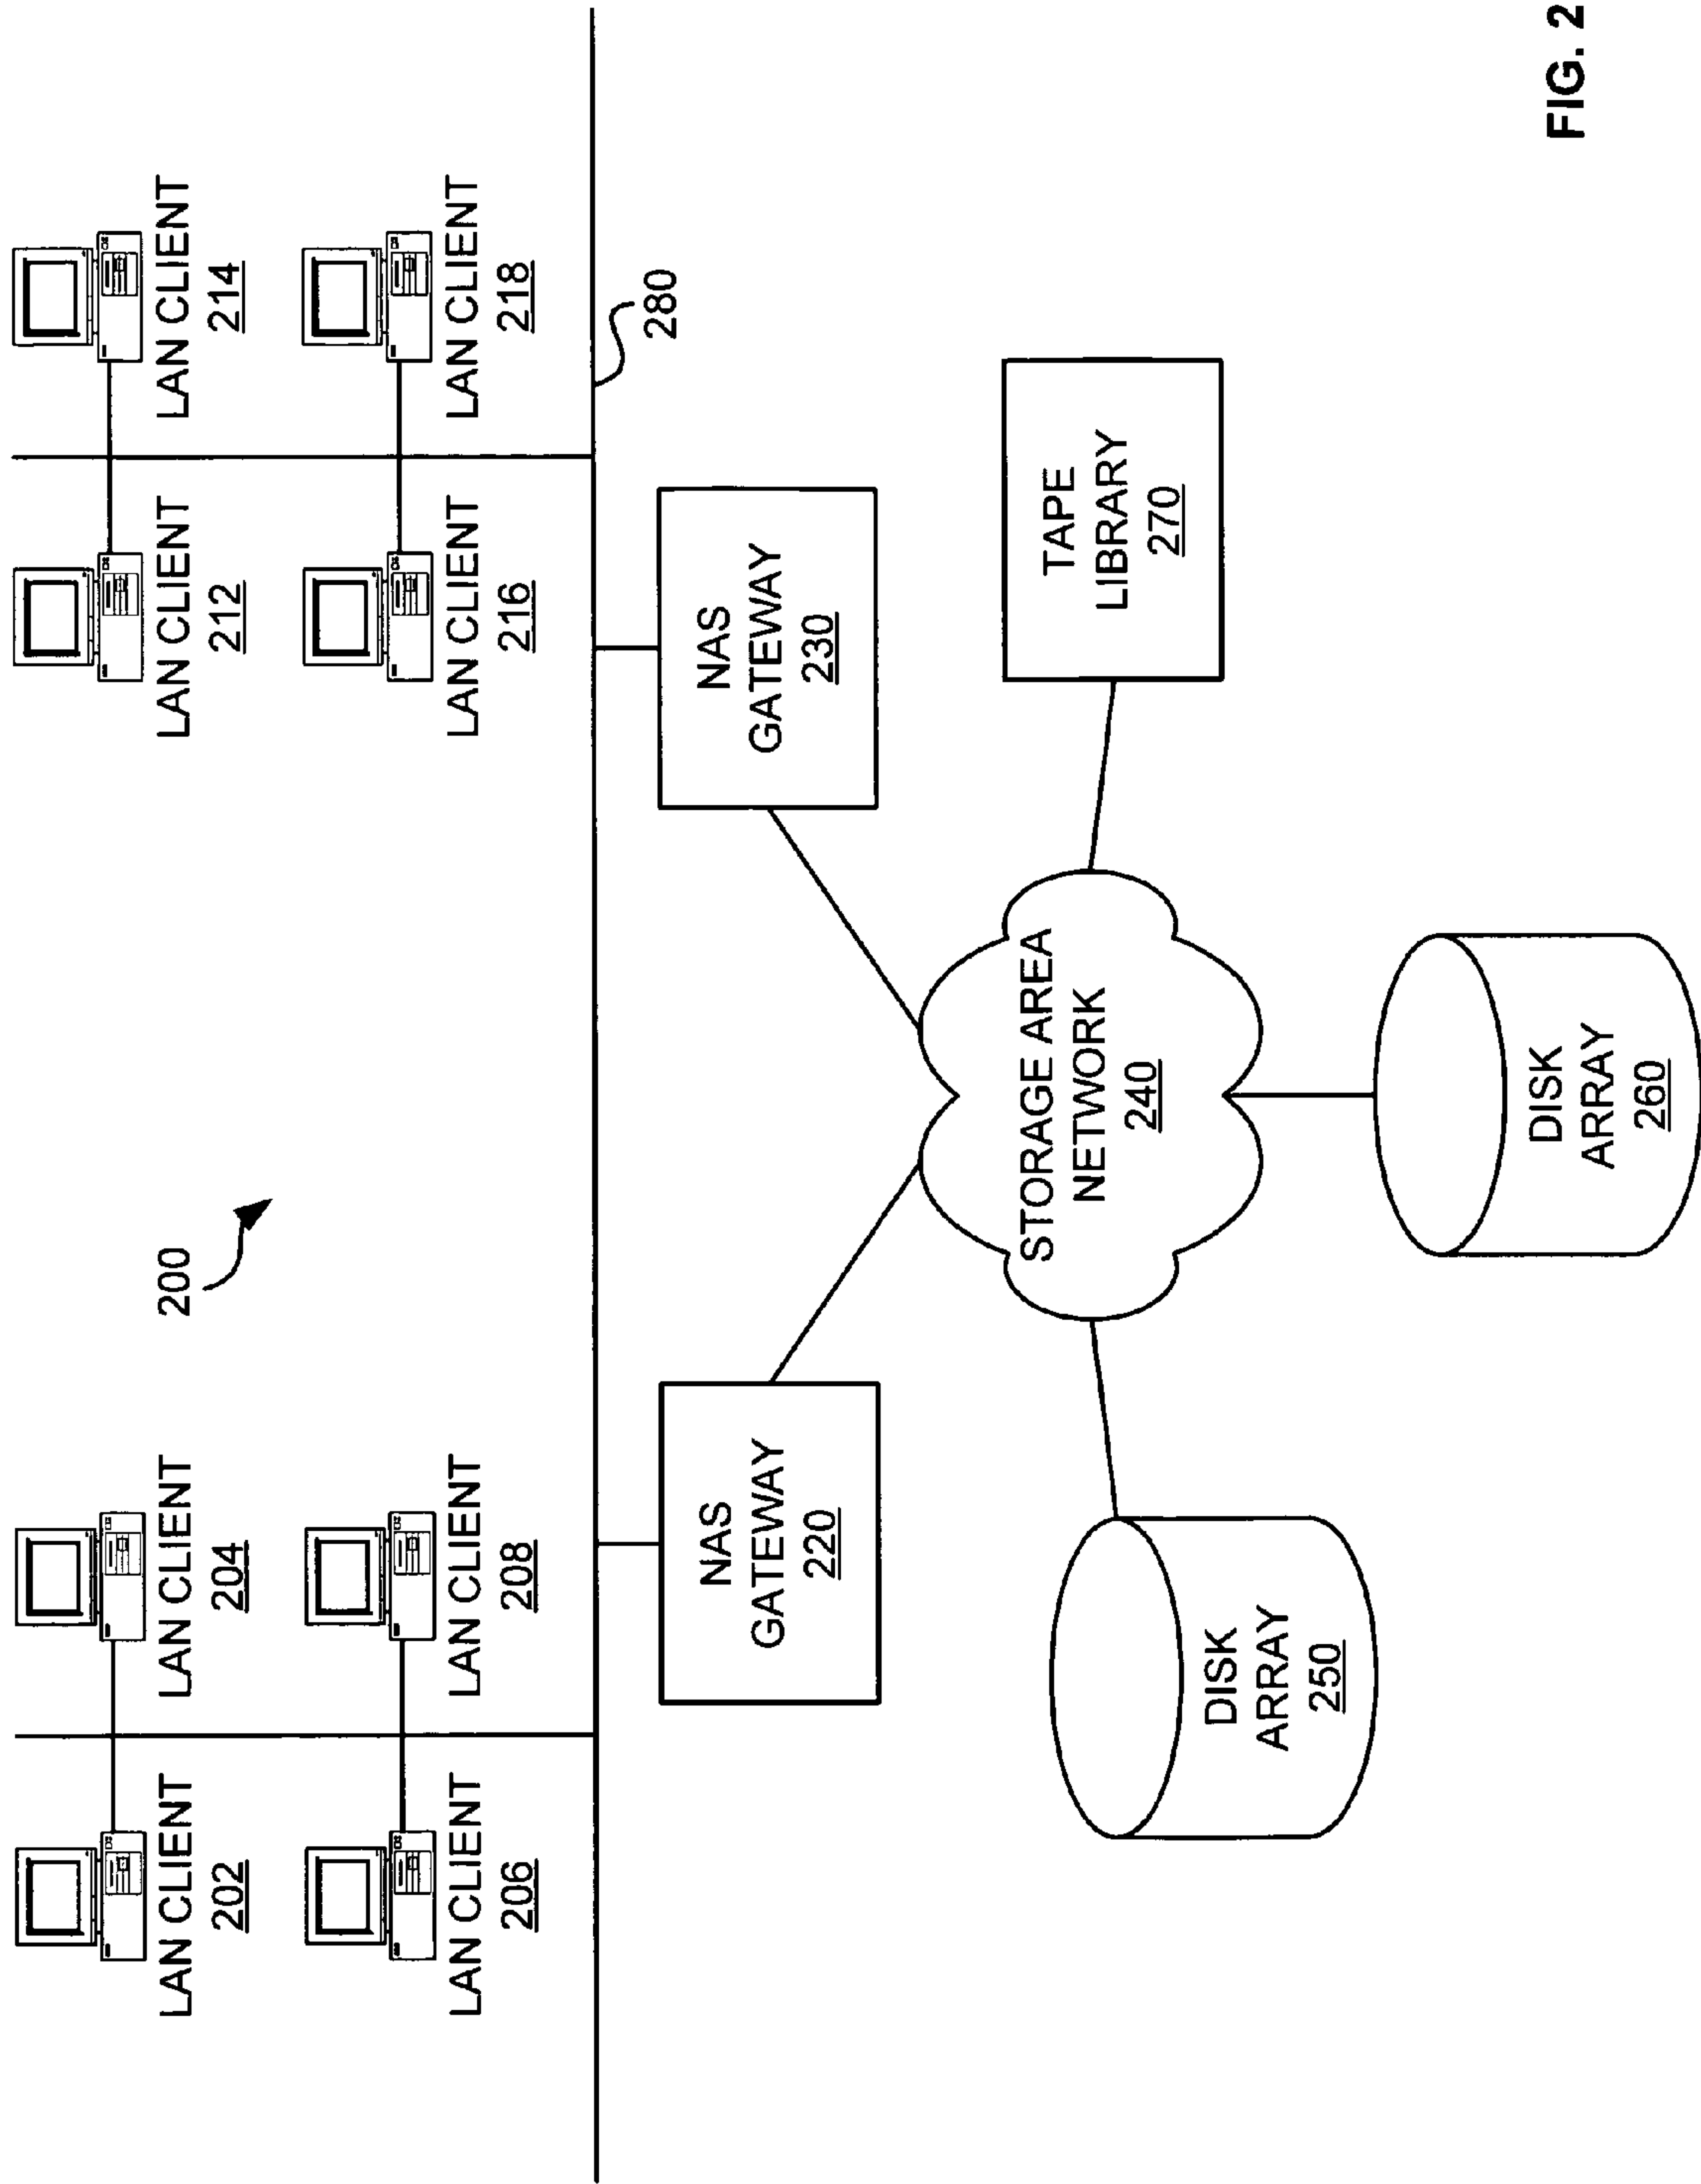 200
LAN CLIENT
202
LAN CLIENT
204
LAN CLIENT
212
LAN CLIENT
214
LAN CLIENT
206
LAN CLIENT
208
LAN CLIENT
216
LAN CLIENT
218
280
NAS
GATEWAY
220
NAS
GATEWAY
230
STORAGE AREA
NETWORK
240
TAPE
LIBRARY
270
DISK
ARRAY
250
DISK
ARRAY
260
FIG. 2